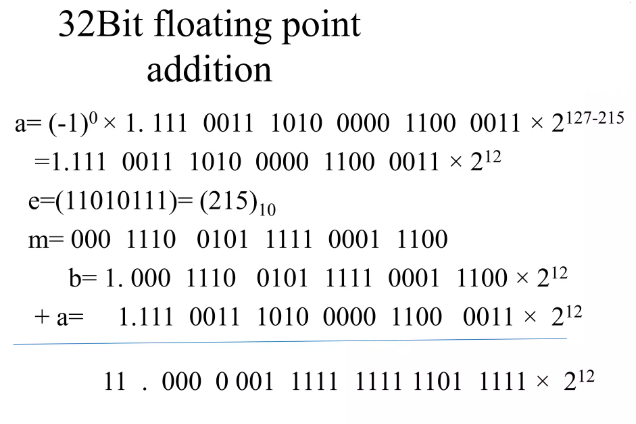 32Bit floating point
addition
a= (-1)⁰ × 1. 111 0011 1010 0000 1100 0011 × 2¹²⁷⁻²¹⁵
=1.111 0011 1010 0000 1100 0011 × 2¹²
e=(11010111)= (215)₁₀
m= 000 1110 0101 1111 0001 1100
b= 1. 000 1110 0101 1111 0001 1100 × 2¹²
+ a= 1.111 0011 1010 0000 1100 0011 × 2¹²
11 . 000 0 001 1111 1111 1101 1111 × 2¹²